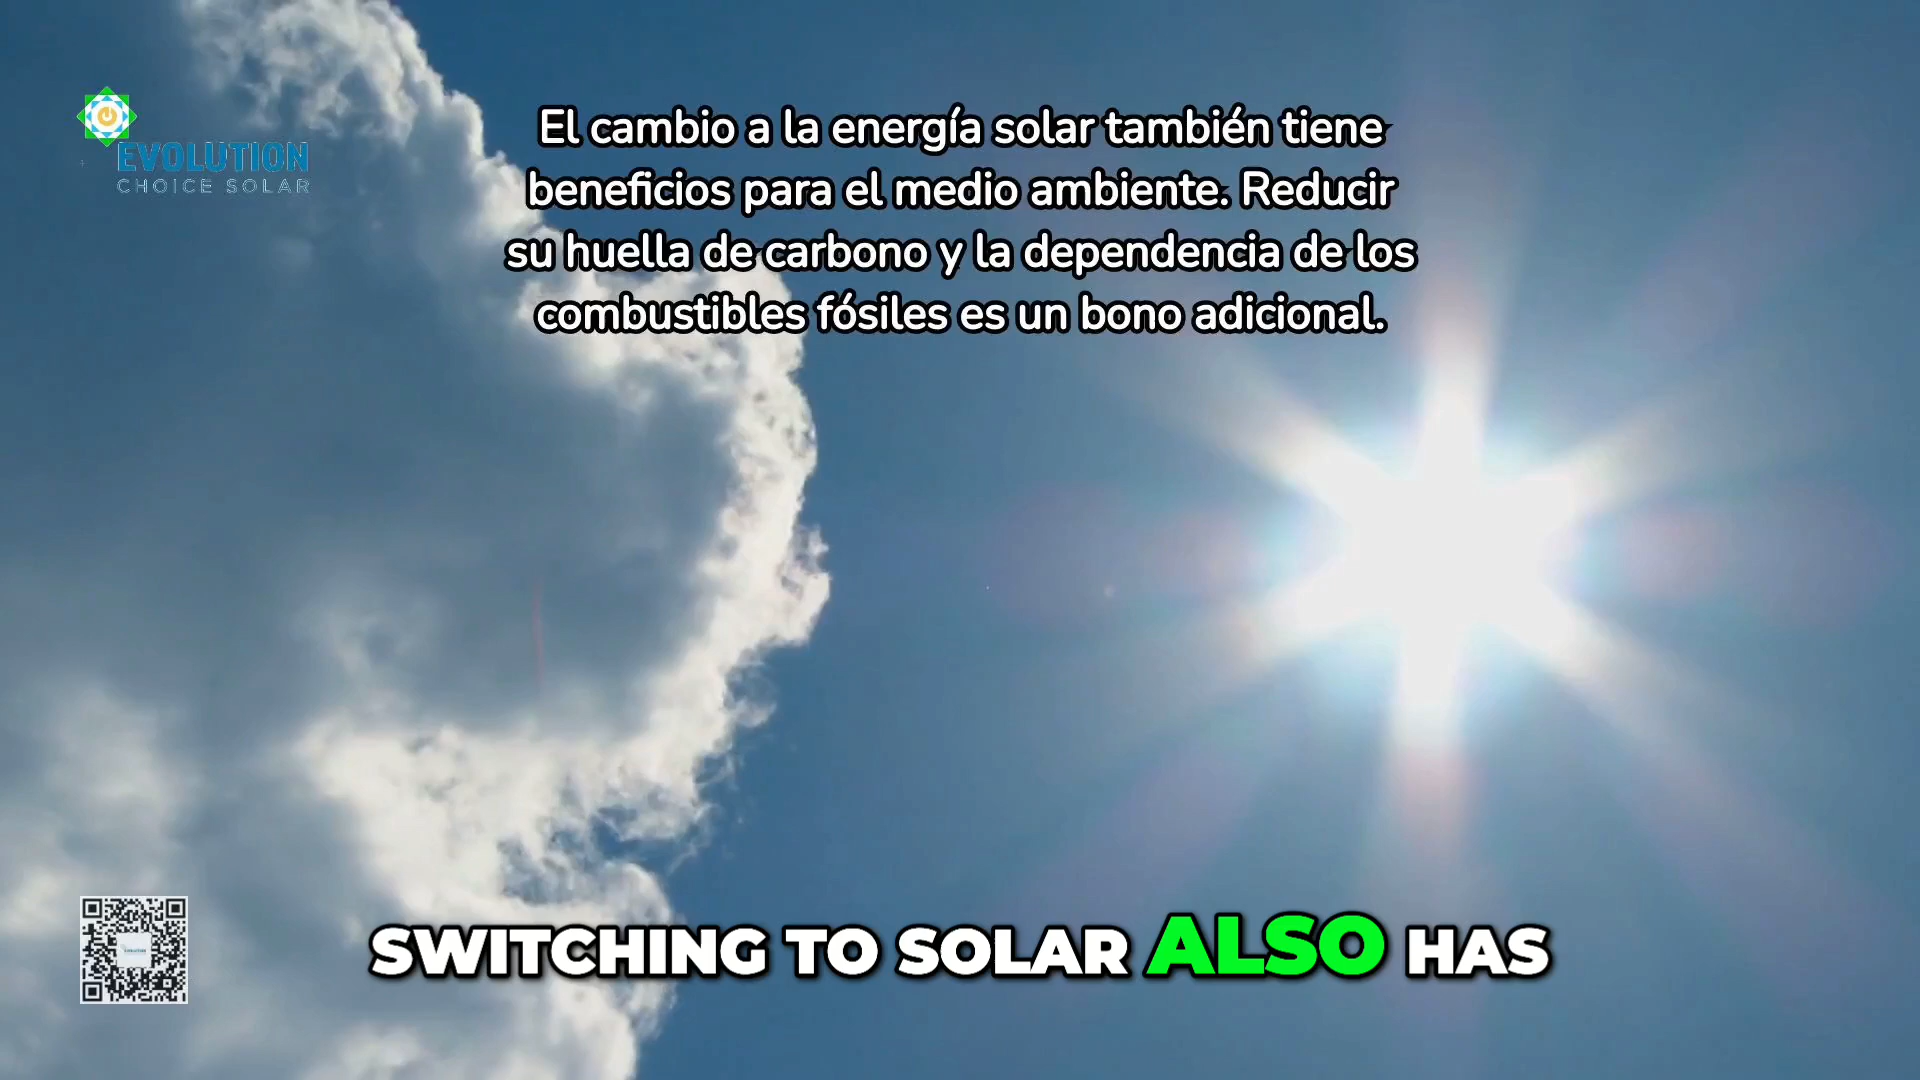 EVOLUTION
CHOICE SOLAR
El cambio a la energía solar también tiene
beneficios para el medio ambiente. Reducir
su huella de carbono y la dependencia de los
combustibles fósiles es un bono adicional.
SWITCHING TO SOLAR ALSO HAS